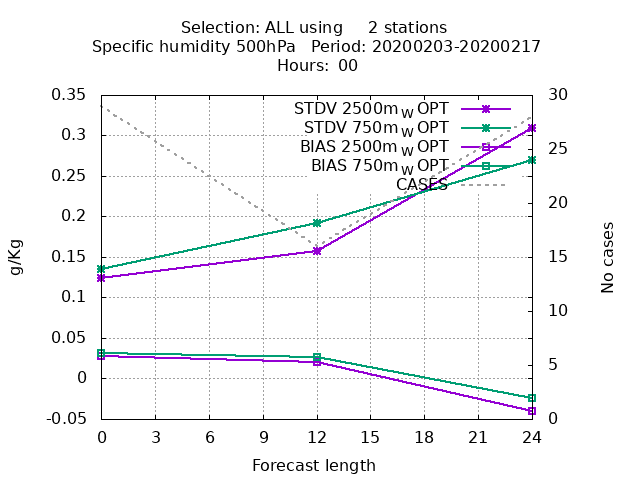 Selection: ALL using     2 stations
Specific humidity 500hPa   Period: 20200203-20200217
Hours:  00
0.35
0.3
0.25
0.2
0.15
0.1
0.05
0
-0.05
30
25
20
15
10
5
0
STDV 2500m W OPT
STDV 750m W OPT
BIAS 2500m W OPT
BIAS 750m W OPT
CASES
g/Kg
No cases
0 3 6 9 12 15 18 21 24
Forecast length